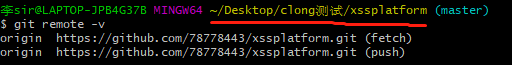 李sir@LAPTOP-JPB4G37B MINGW64 ~/Desktop/clong测试/xssplatform (master)
$ git remote -v
origin  https://github.com/78778443/xssplatform.git (fetch)
origin  https://github.com/78778443/xssplatform.git (push)